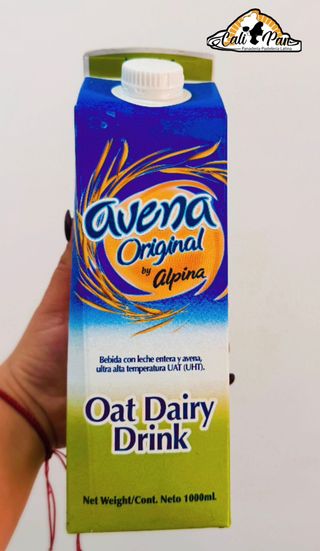 Cali Pan
Panadería Pastelería Latina
avena
Original
by Alpina
Bebida con leche entera y avena,
ultra alta temperatura UAT (UHT).
Oat Dairy
Drink
Net Weight/Cont. Neto 1000ml.